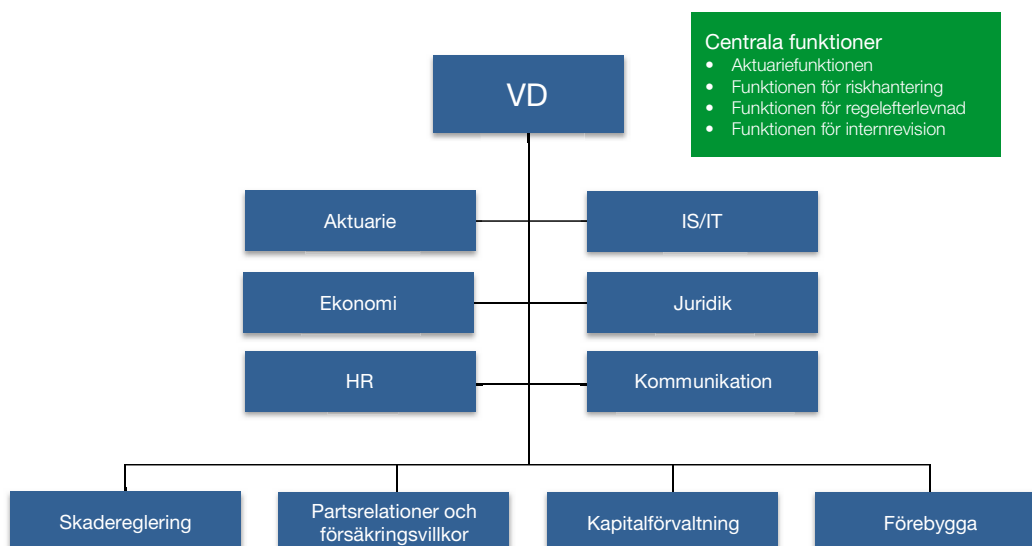 VD
Centrala funktioner
• Aktuariefunktionen
• Funktionen för riskhantering
• Funktionen för regelefterlevnad
• Funktionen för internrevision
Aktuarie
IS/IT
Ekonomi
Juridik
HR
Kommunikation
Skadereglering
Partsrelationer och
försäkringsvillkor
Kapitalförvaltning
Förebygga